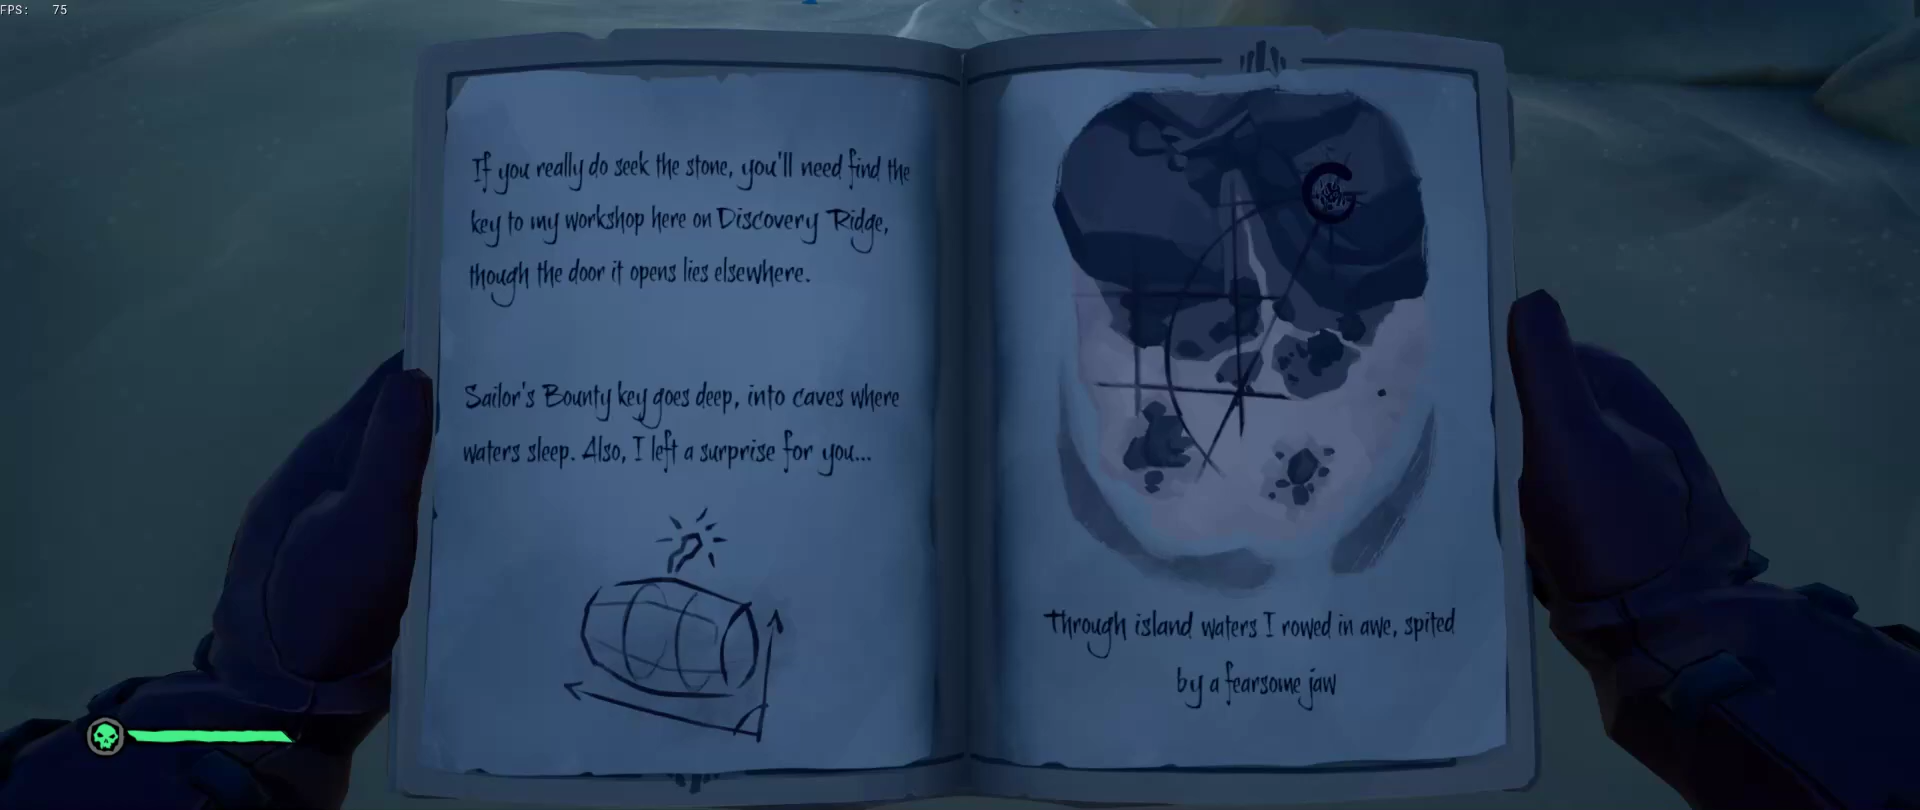 FPS: 75
If you really do seek the stone, you'll need find the
key to my workshop here on Discovery Ridge,
though the door it opens lies elsewhere.
Sailor's Bounty key goes deep, into caves where
waters sleep. Also, I left a surprise for you...
Through island waters I rowed in awe, spited
by a fearsome jaw